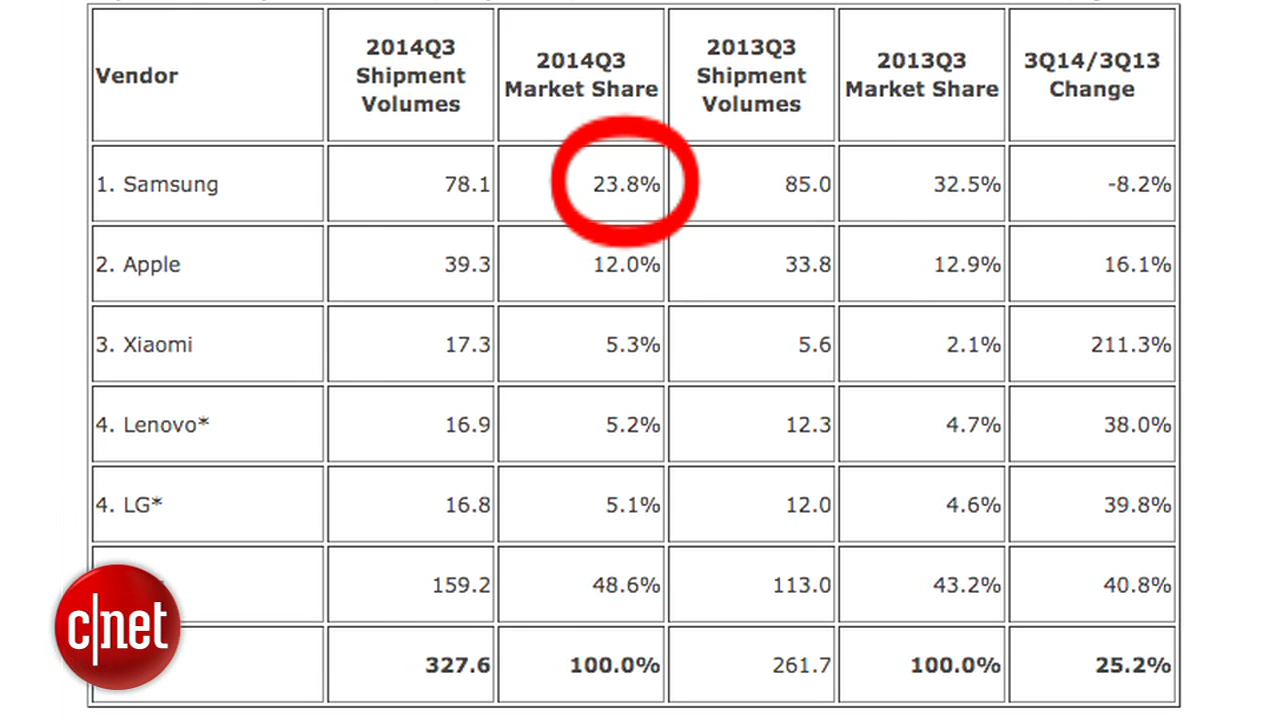 Vendor 2014Q3 Shipment Volumes 2014Q3 Market Share 2013Q3 Shipment Volumes 2013Q3 Market Share 3Q14/3Q13 Change
1. Samsung 78.1 23.8% 85.0 32.5% -8.2%
2. Apple 39.3 12.0% 33.8 12.9% 16.1%
3. Xiaomi 17.3 5.3% 5.6 2.1% 211.3%
4. Lenovo* 16.9 5.2% 12.3 4.7% 38.0%
4. LG* 16.8 5.1% 12.0 4.6% 39.8%
159.2 48.6% 113.0 43.2% 40.8%
c|net
327.6 100.0% 261.7 100.0% 25.2%